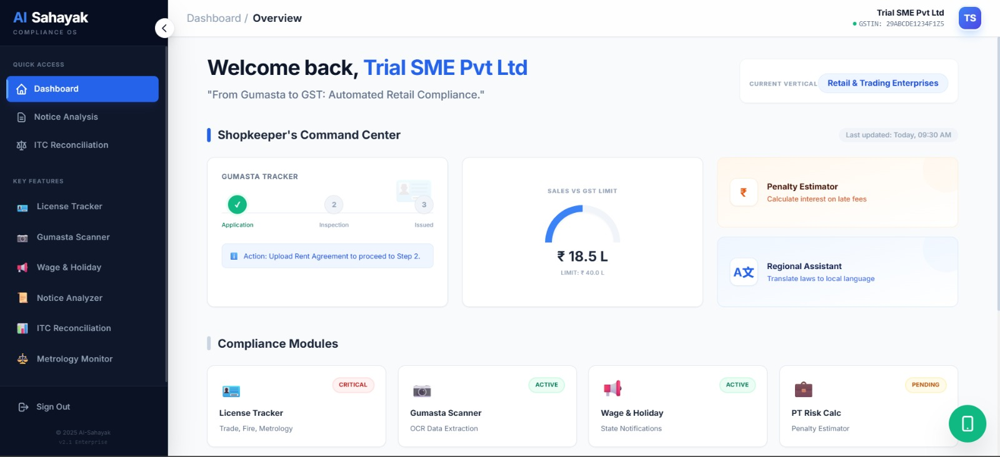 AI Sahayak
COMPLIANCE OS
QUICK ACCESS
Dashboard
Notice Analysis
ITC Reconciliation
KEY FEATURES
License Tracker
Gumasta Scanner
Wage & Holiday
Notice Analyzer
ITC Reconciliation
Metrology Monitor
Sign Out
© 2025 AI-Sahayak
v2.1 Enterprise
Dashboard / Overview
Trial SME Pvt Ltd
GSTIN: 29ABCDE1234F1Z5
TS
Welcome back, Trial SME Pvt Ltd
"From Gumasta to GST: Automated Retail Compliance."
CURRENT VERTICAL Retail & Trading Enterprises
Shopkeeper's Command Center
Last updated: Today, 09:30 AM
GUMASTA TRACKER
✓ 2 3
Application Inspection Issued
Action: Upload Rent Agreement to proceed to Step 2.
SALES VS GST LIMIT
₹ 18.5 L
LIMIT: ₹ 40.0 L
₹
Penalty Estimator
Calculate interest on late fees
A文
Regional Assistant
Translate laws to local language
Compliance Modules
CRITICAL
License Tracker
Trade, Fire, Metrology
ACTIVE
Gumasta Scanner
OCR Data Extraction
ACTIVE
Wage & Holiday
State Notifications
PENDING
PT Risk Calc
Penalty Estimator